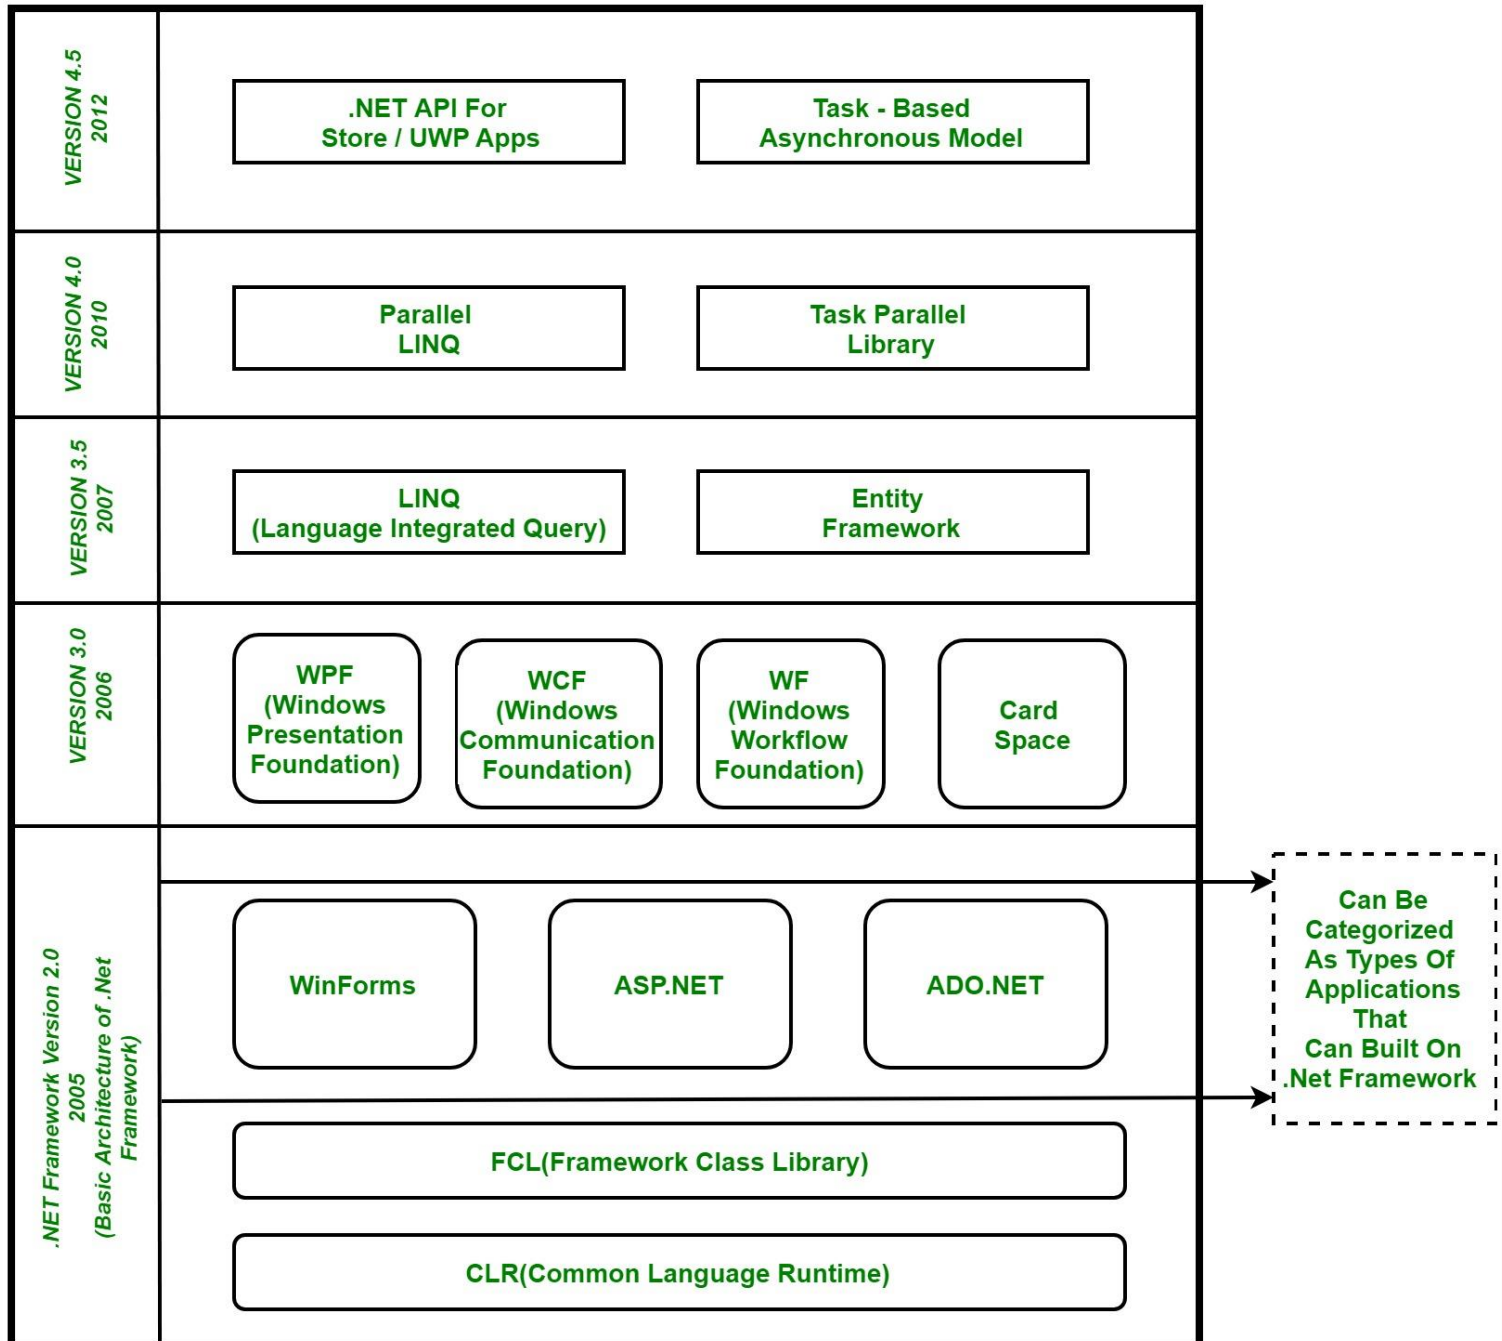 VERSION 4.5
2012
.NET API For
Store / UWP Apps
Task - Based
Asynchronous Model
VERSION 4.0
2010
Parallel
LINQ
Task Parallel
Library
VERSION 3.5
2007
LINQ
(Language Integrated Query)
Entity
Framework
VERSION 3.0
2006
WPF
(Windows
Presentation
Foundation)
WCF
(Windows
Communication
Foundation)
WF
(Windows
Workflow
Foundation)
Card
Space
.NET Framework Version 2.0
2005
(Basic Architecture of .Net
Framework)
WinForms
ASP.NET
ADO.NET
Can Be
Categorized
As Types Of
Applications
That
Can Built On
.Net Framework
FCL(Framework Class Library)
CLR(Common Language Runtime)